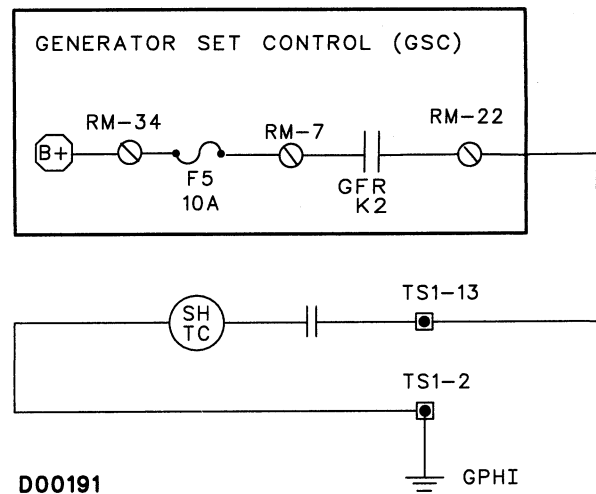 GENERATOR SET CONTROL (GSC)
RM-34
RM-7
RM-22
B+
F5
10A
GFR
K2
SH
TC
TS1-13
TS1-2
GPHI
D00191